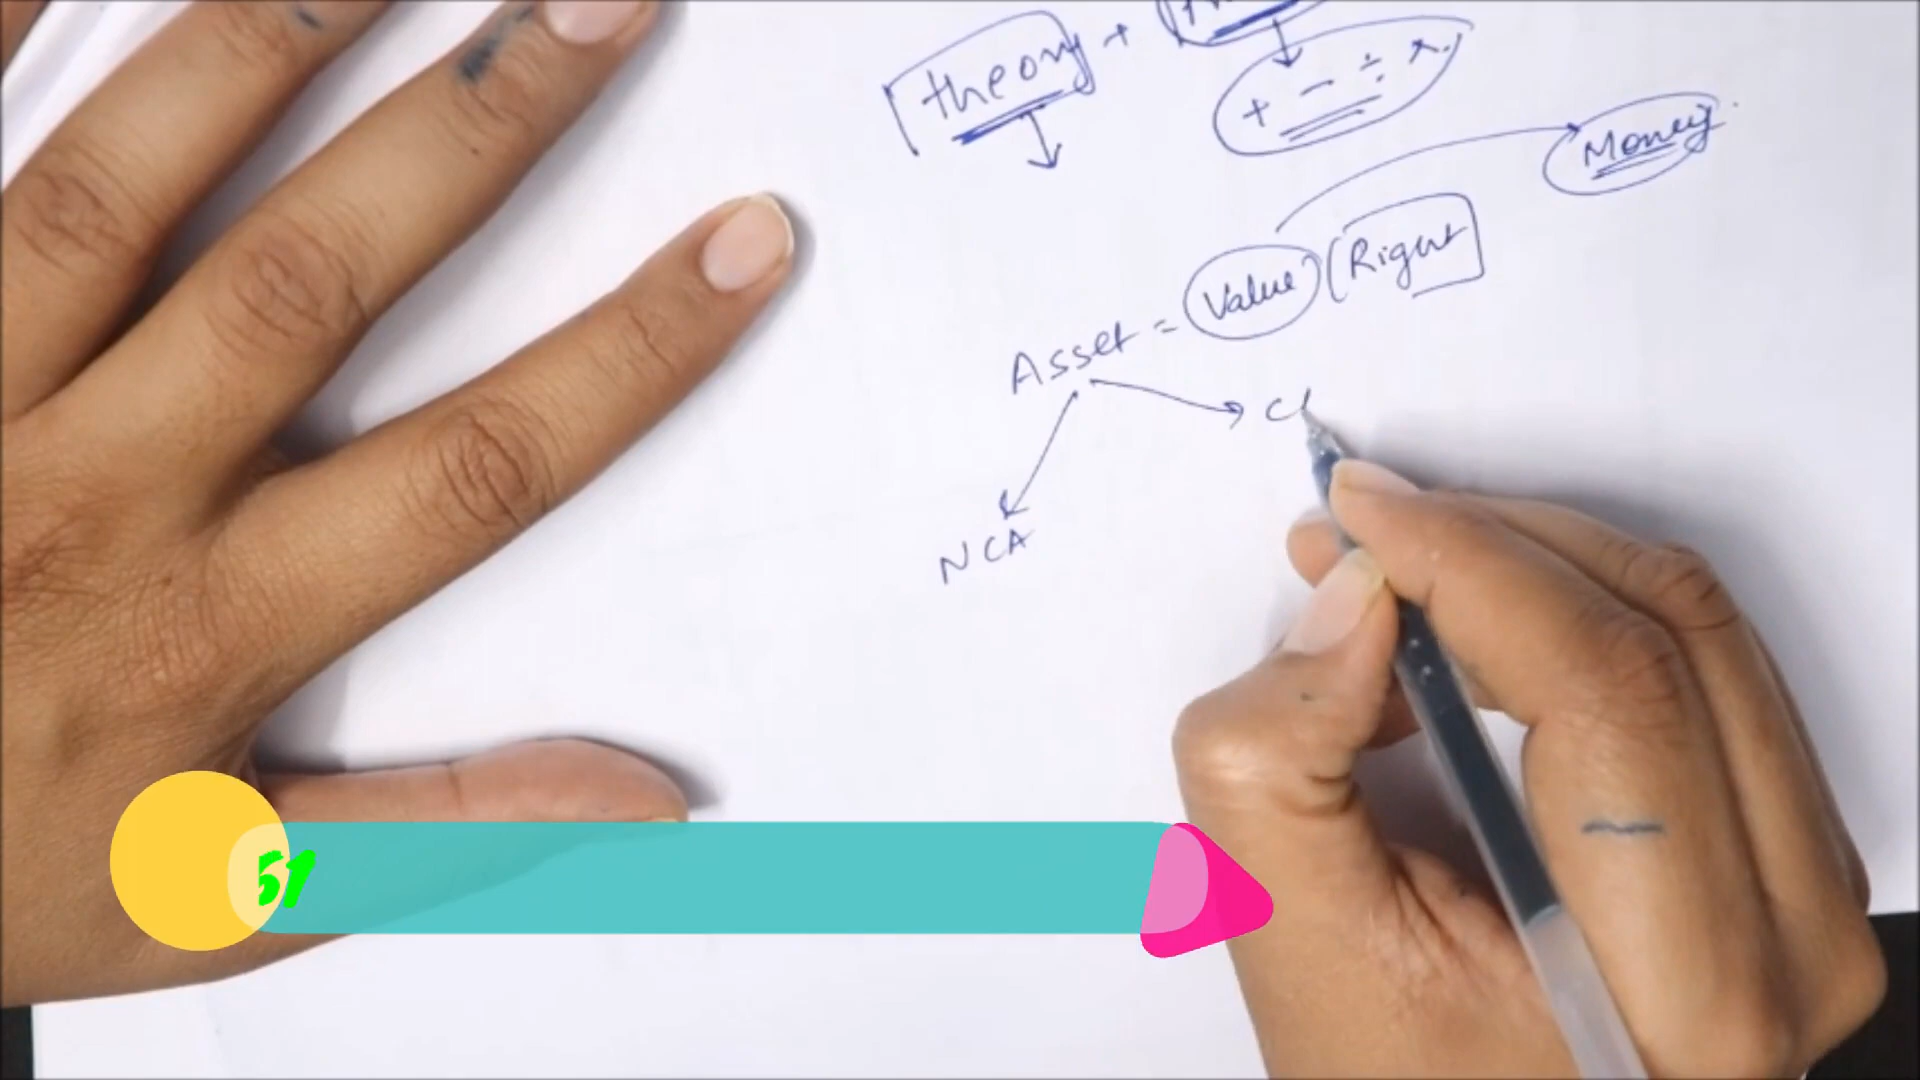 theory +
+ − ÷ ×
Money
Asset = Value (Right
C
NCA
51